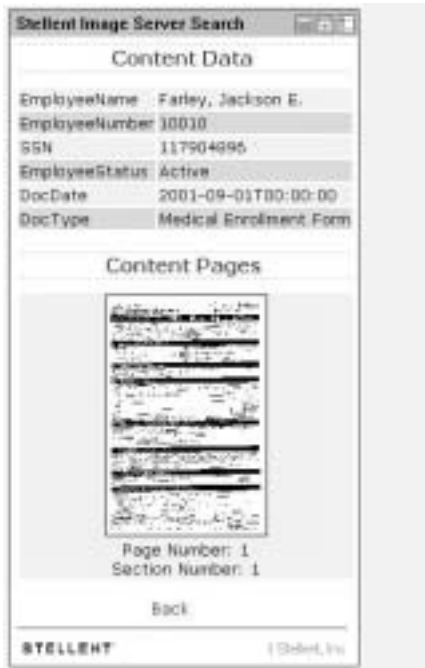 Stellent Image Server Search
Content Data
EmployeeName Farley, Jackson E.
EmployeeNumber 10010
SSN 117904896
EmployeeStatus Active
DocDate 2001-09-01T00:00:00
DocType Medical Enrollment Form
Content Pages
Page Number: 1
Section Number: 1
Back
STELLENT
Stellent, Inc.